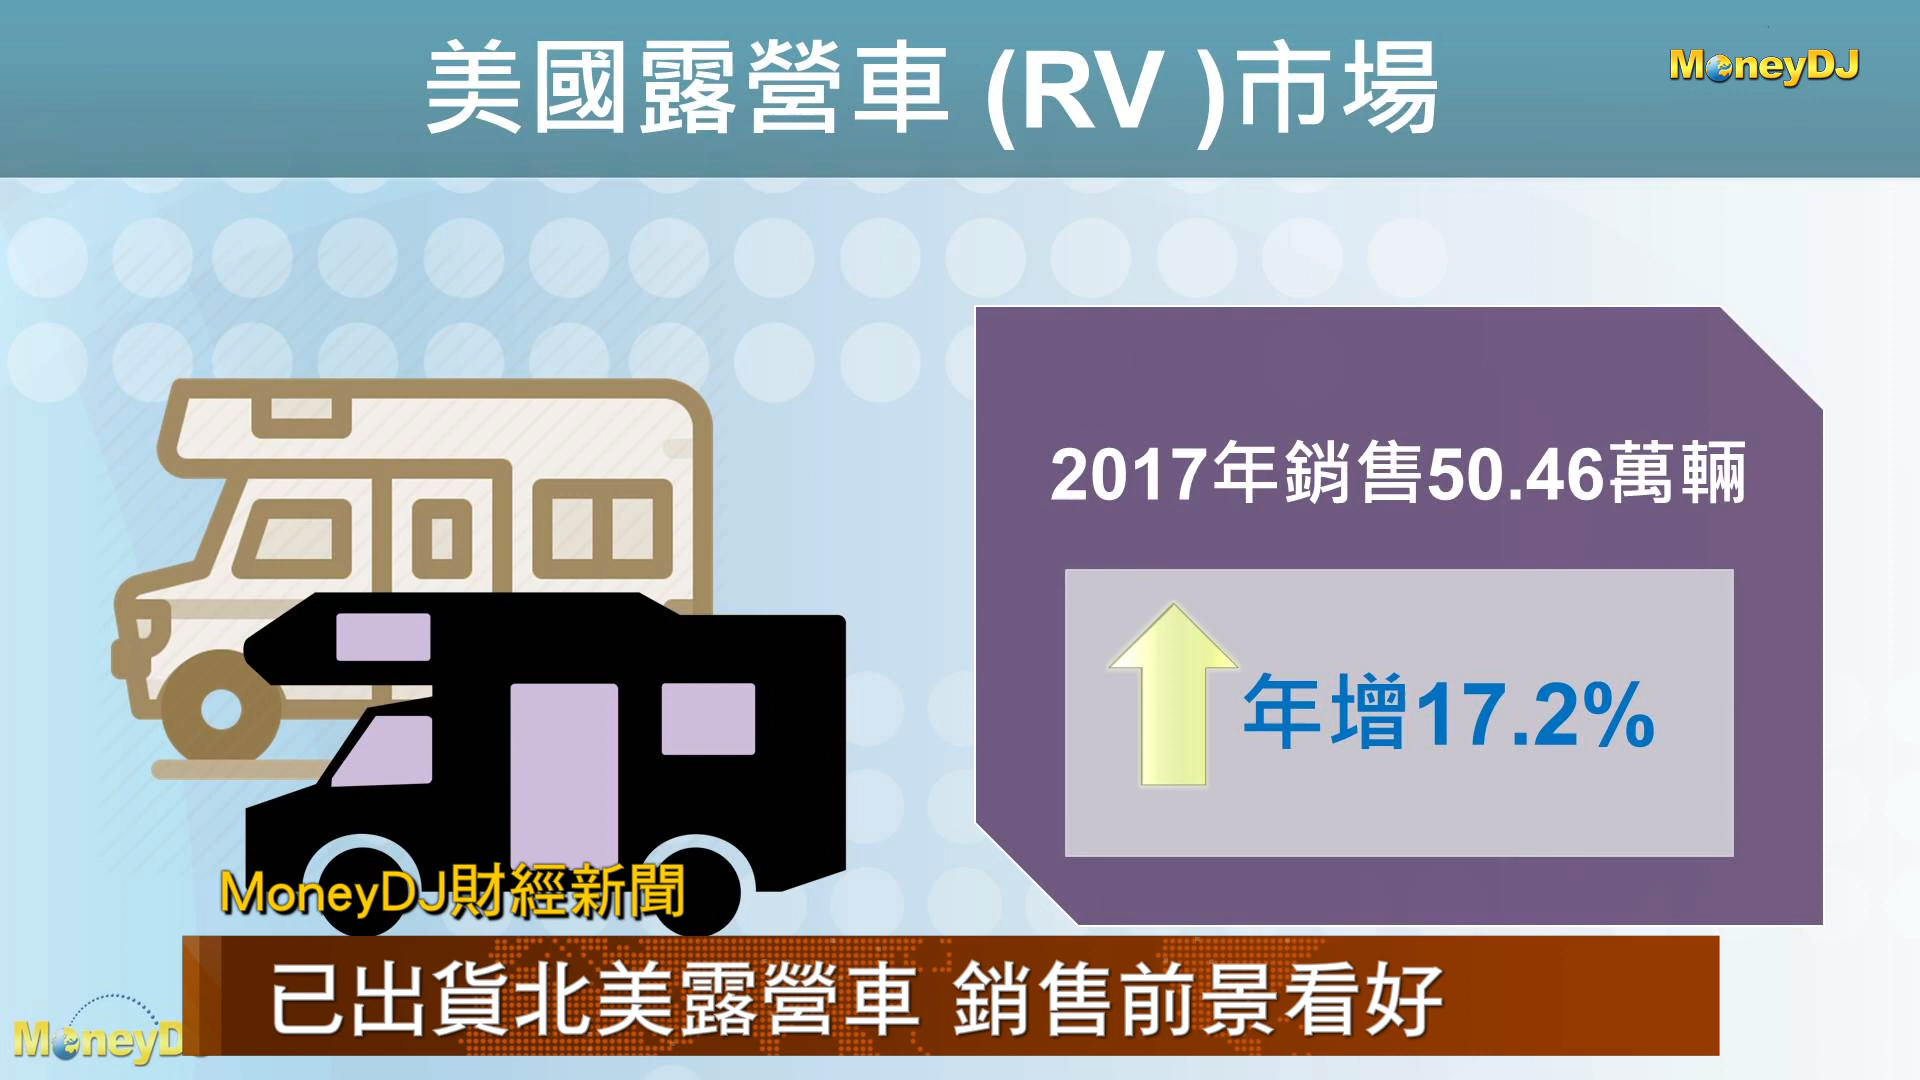 美國露營車 (RV )市場
MoneyDJ
2017年銷售50.46萬輛
年增17.2%
MoneyDJ財經新聞
已出貨北美露營車 銷售前景看好
MoneyD